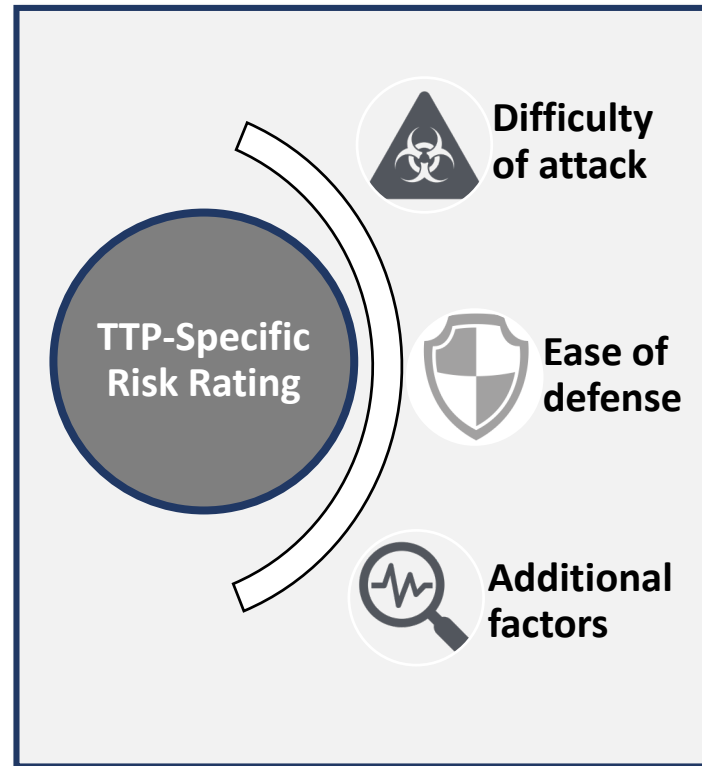 Difficulty
of attack
TTP-Specific
Risk Rating
Ease of
defense
Additional
factors